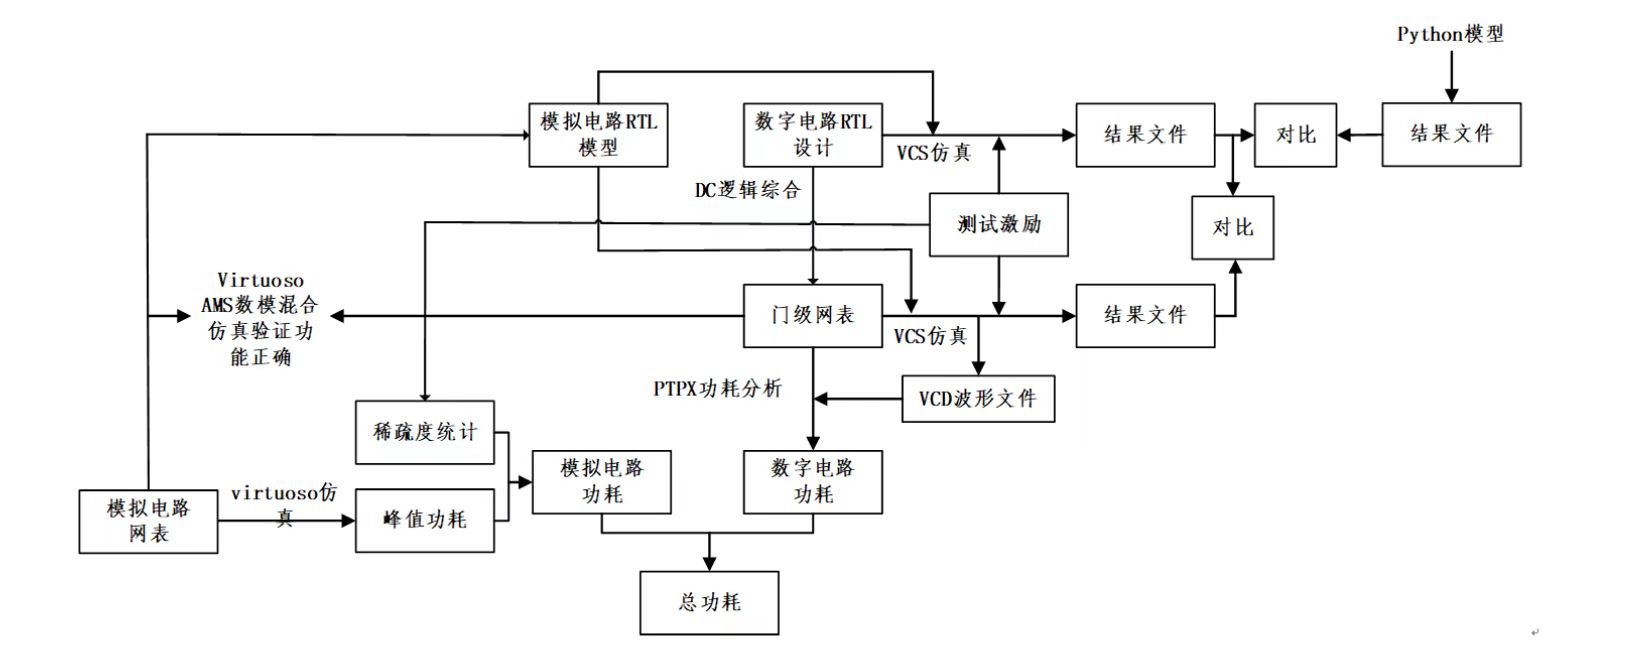 Python模型
模拟电路RTL
模型
数字电路RTL
设计
VCS仿真
结果文件
对比
结果文件
DC逻辑综合
测试激励
对比
Virtuoso
AMS数模混合
仿真验证功
能正确
门级网表
VCS仿真
结果文件
PTPX功耗分析
VCD波形文件
稀疏度统计
模拟电路
功耗
数字电路
功耗
模拟电路
网表
virtuoso仿
真
峰值功耗
总功耗